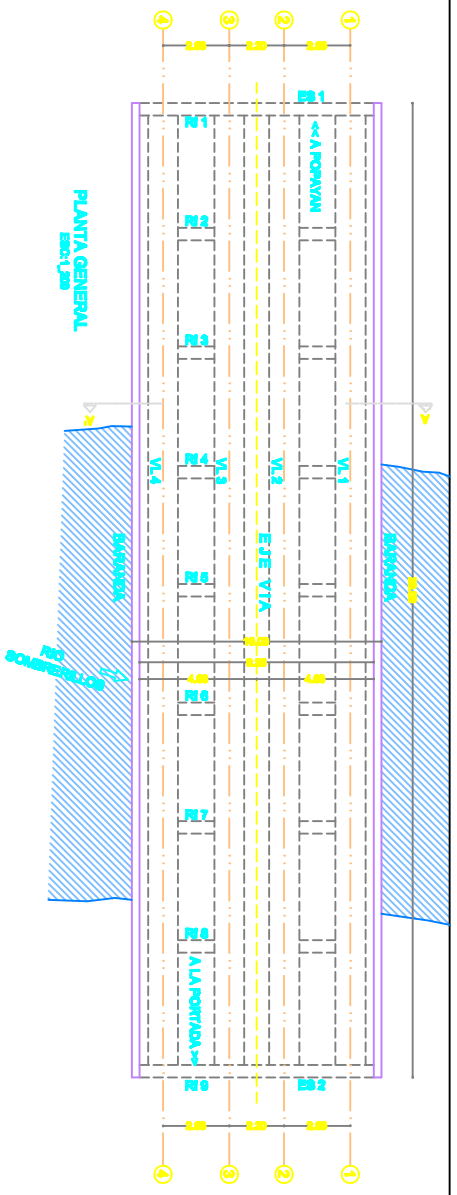 4
3
2
1
ES 1
RI 1
<< A POPAYAN
RI 2
RI 3
PLANTA GENERAL
RI 4
VL 4
VL 3
VL 2
VL 1
BARANDA
BARANDA
EJE VIA
RI 5
RIO
SOMBRERILLOS
RI 6
RI 7
RI 8
A LA PORTADA >>
RI 9
ES 2
4
3
2
1